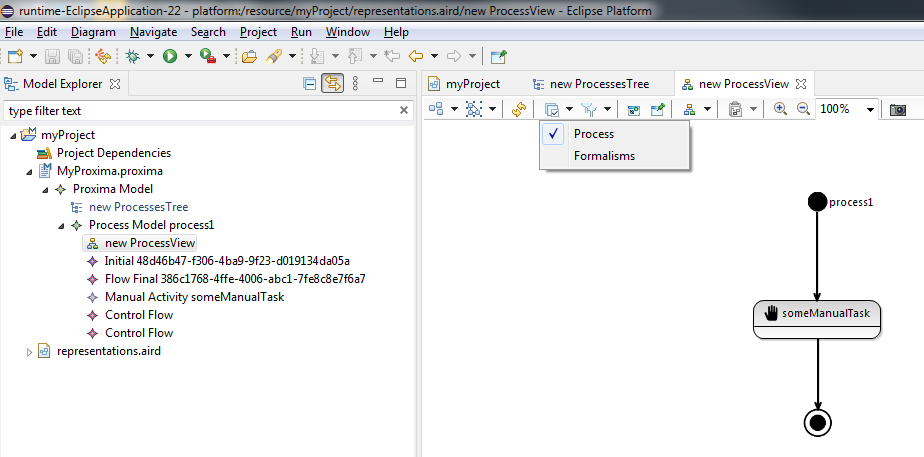 runtime-EclipseApplication-22 - platform:/resource/myProject/representations.aird/new ProcessView - Eclipse Platform
File Edit Diagram Navigate Search Project Run Window Help
Model Explorer
myProject new ProcessesTree new ProcessView
type filter text
100%
myProject
Project Dependencies
MyProxima.proxima
Proxima Model
new ProcessesTree
Process Model process1
new ProcessView
Initial 48d46b47-f306-4ba9-9f23-d019134da05a
Flow Final 386c1768-4ffe-4006-abc1-7fe8c8e7f6a7
Manual Activity someManualTask
Control Flow
Control Flow
representations.aird
Process
Formalisms
process1
someManualTask